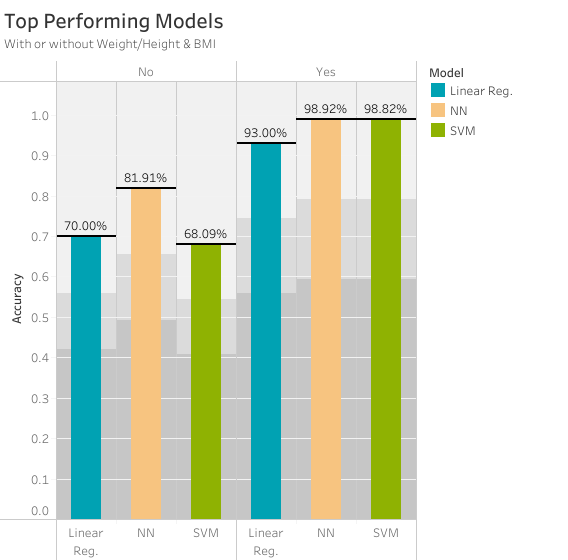 Top Performing Models
With or without Weight/Height & BMI
No
Yes
Model
Linear Reg.
NN
SVM
Accuracy
1.0
0.9
0.8
0.7
0.6
0.5
0.4
0.3
0.2
0.1
0.0
70.00%
81.91%
68.09%
93.00%
98.92%
98.82%
Linear
Reg.
NN
SVM
Linear
Reg.
NN
SVM